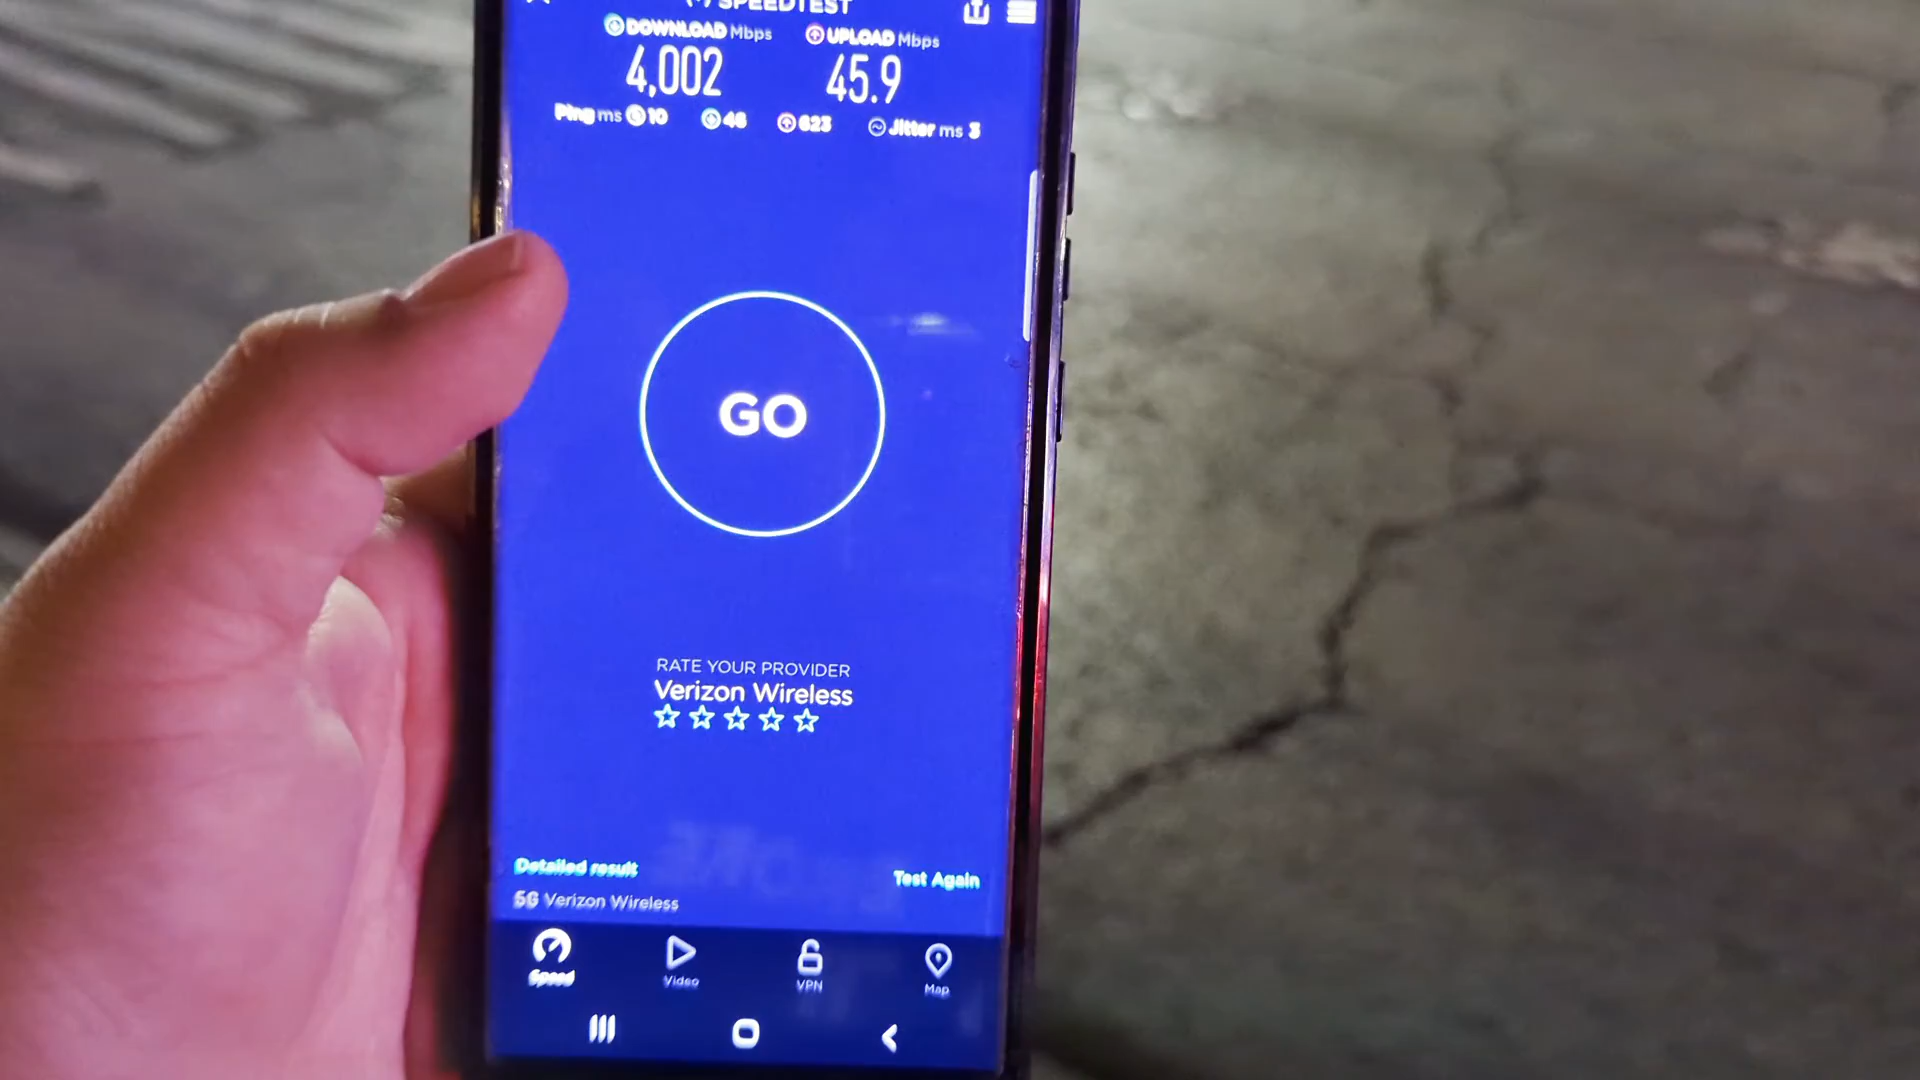 SPEEDTEST
DOWNLOAD Mbps UPLOAD Mbps
4,002 45.9
Ping ms 10 46 623 Jitter ms 3
GO
RATE YOUR PROVIDER
Verizon Wireless
Detailed result Test Again
5G Verizon Wireless
Speed Video VPN Map